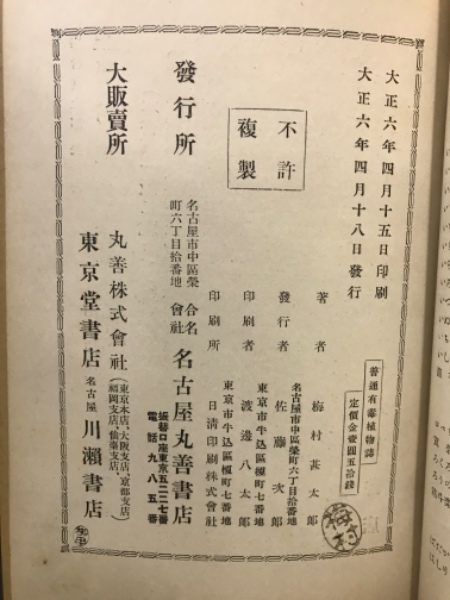 大正六年四月十五日印刷
大正六年四月十八日發行
普通有毒植物誌
定價金壹圓五拾錢
不許
複製
著者 梅村甚太郎
名古屋市中區榮町六丁目拾番地
發行者 佐藤次郎
東京市牛込區榎町七番地
印刷者 渡邊八太郎
東京市牛込區榎町七番地
印刷所 日淸印刷株式會社
發行所
名古屋市中區榮
町六丁目拾番地
合名
會社
名古屋丸善書店
振替口座東京五二二七番
電話九八五番
大販賣所
丸善株式會社
(東京本店、大阪支店、京都支店
福岡支店、仙臺支店、)
東京堂書店
名古屋 川瀨書店
梅村